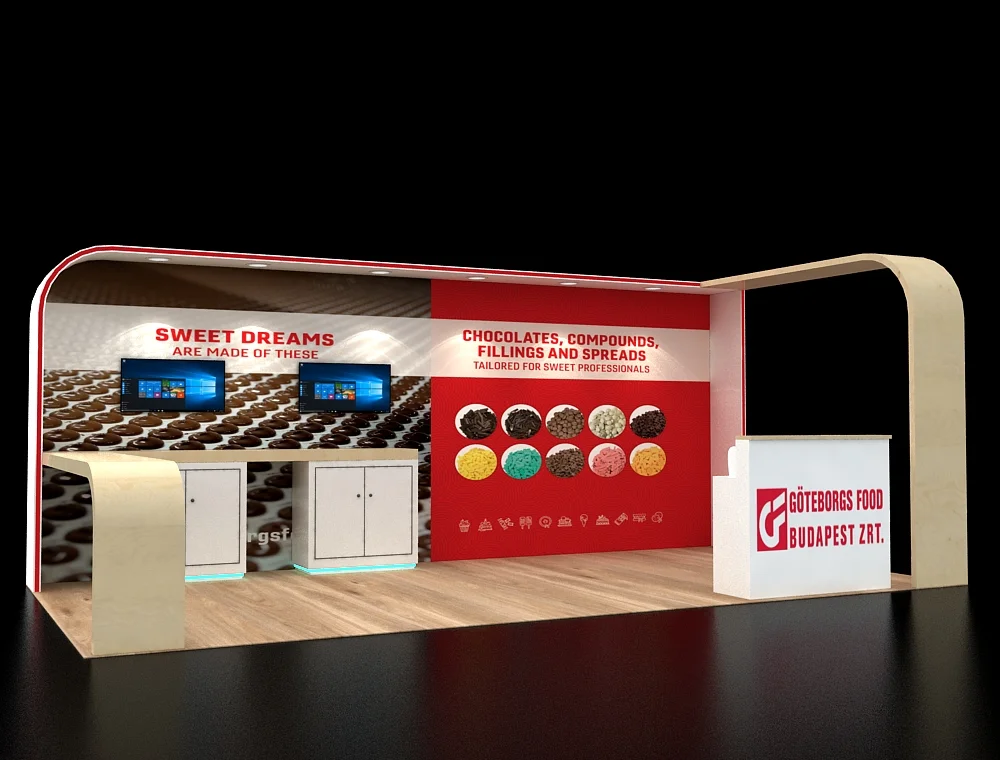 SWEET DREAMS
ARE MADE OF THESE
CHOCOLATES, COMPOUNDS,
FILLINGS AND SPREADS
TAILORED FOR SWEET PROFESSIONALS
GÖTEBORGS FOOD
BUDAPEST ZRT.